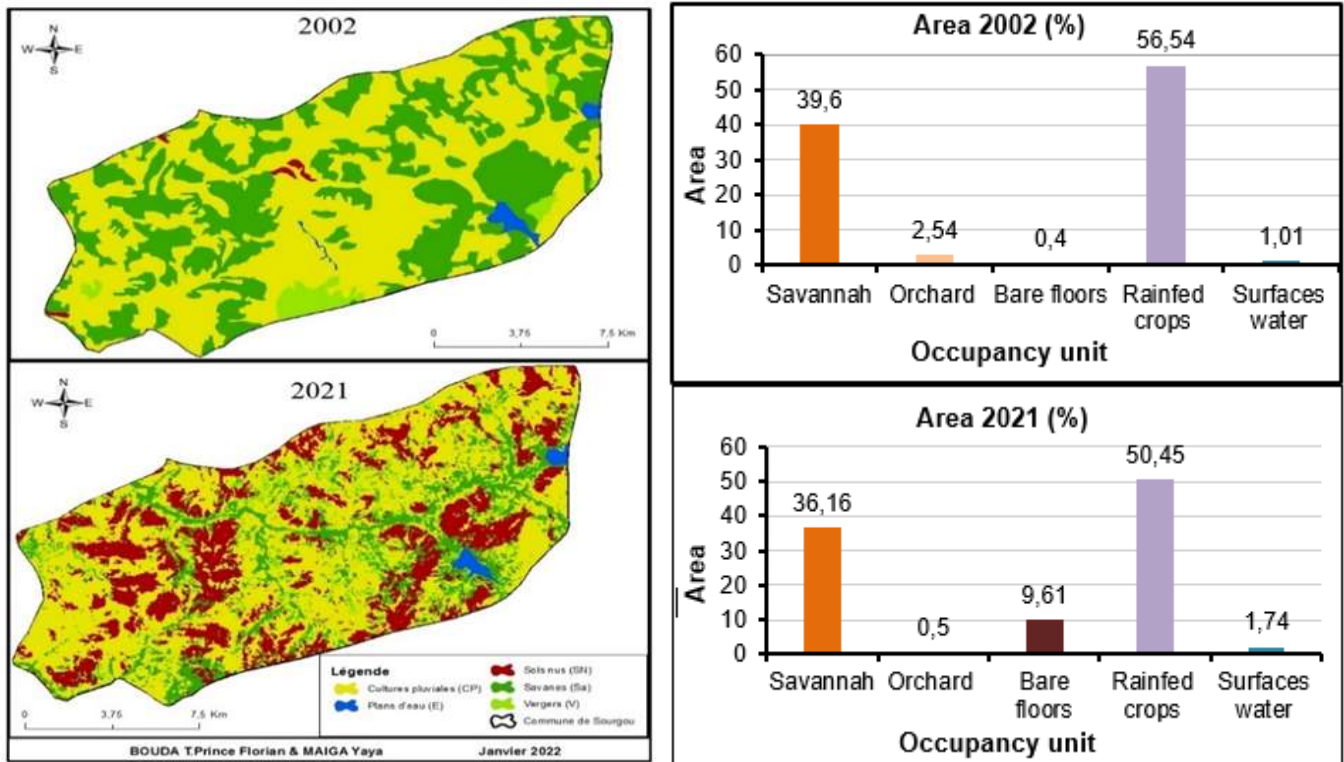 2002
N
W E
S
0 3,75 7,5 Km
2021
N
W E
S
Légende
Cultures pluviales (CP)
Plans d'eau (E)
Sols nus (SN)
Savanes (Sa)
Vergers (V)
Commune de Sourgou
0 3,75 7,5 Km
BOUDA T.Prince Florian & MAIGA Yaya Janvier 2022
Area 2002 (%)
Area
60
50
40
30
20
10
0
39,6
2,54
0,4
56,54
1,01
Savannah Orchard Bare floors Rainfed Surfaces
crops water
Occupancy unit
Area 2021 (%)
Area
60
50
40
30
20
10
0
36,16
0,5
9,61
50,45
1,74
Savannah Orchard Bare Rainfed Surfaces
floors crops water
Occupancy unit